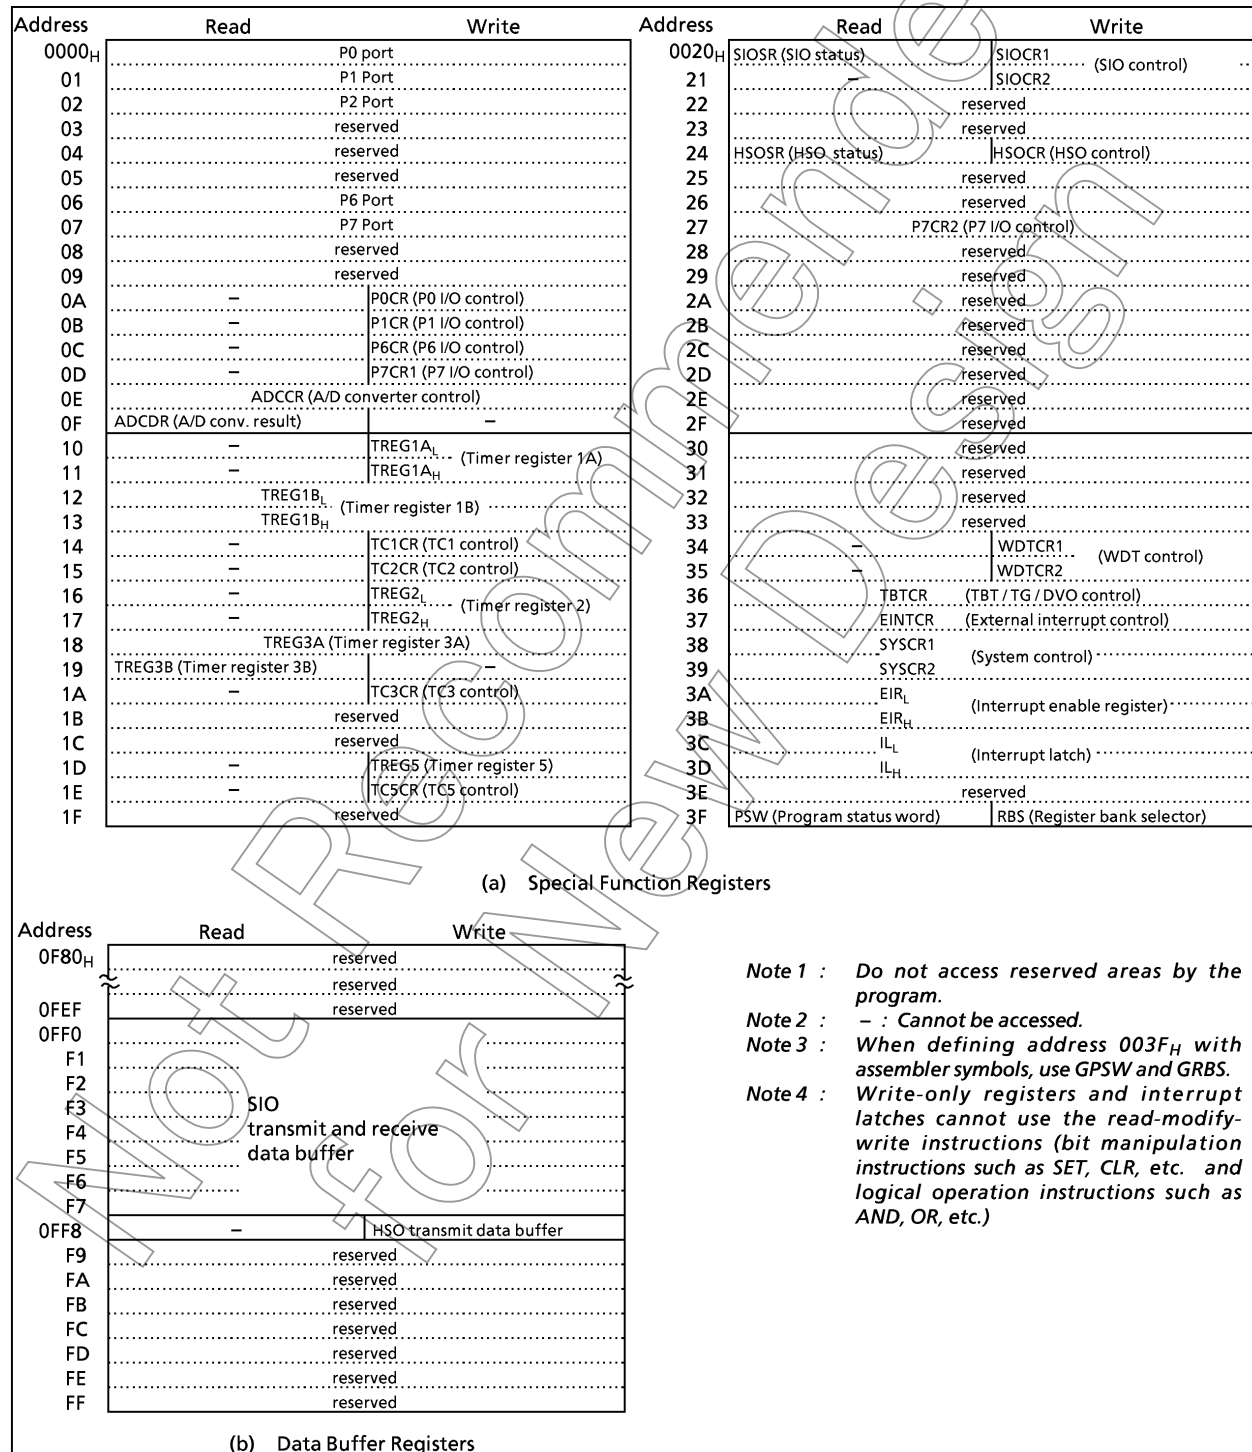 Address Read Write
0000H P0 port
01 P1 Port
02 P2 Port
03 reserved
04 reserved
05 reserved
06 P6 Port
07 P7 Port
08 reserved
09 reserved
0A – P0CR (P0 I/O control)
0B – P1CR (P1 I/O control)
0C – P6CR (P6 I/O control)
0D – P7CR1 (P7 I/O control)
0E ADCCR (A/D converter control)
0F ADCDR (A/D conv. result) –
10 – TREG1AL (Timer register 1A)
11 – TREG1AH
12 TREG1BL (Timer register 1B)
13 TREG1BH
14 – TC1CR (TC1 control)
15 – TC2CR (TC2 control)
16 – TREG2L (Timer register 2)
17 – TREG2H
18 TREG3A (Timer register 3A)
19 TREG3B (Timer register 3B) –
1A – TC3CR (TC3 control)
1B reserved
1C reserved
1D – TREG5 (Timer register 5)
1E – TC5CR (TC5 control)
1F reserved
Address Read Write
0020H SIOSR (SIO status) SIOCR1 (SIO control)
21 – SIOCR2
22 reserved
23 reserved
24 HSOSR (HSO status) HSOCR (HSO control)
25 reserved
26 reserved
27 P7CR2 (P7 I/O control)
28 reserved
29 reserved
2A reserved
2B reserved
2C reserved
2D reserved
2E reserved
2F reserved
30 reserved
31 reserved
32 reserved
33 reserved
34 – WDTCR1 (WDT control)
35 – WDTCR2
36 TBTCR (TBT / TG / DVO control)
37 EINTCR (External interrupt control)
38 SYSCR1 (System control)
39 SYSCR2
3A EIRL (Interrupt enable register)
3B EIRH
3C ILL (Interrupt latch)
3D ILH
3E reserved
3F PSW (Program status word) RBS (Register bank selector)
(a) Special Function Registers
Address Read Write
0F80H reserved
reserved
0FEF reserved
0FF0
F1
F2
F3 SIO
F4 transmit and receive
F5 data buffer
F6
F7
0FF8 – HSO transmit data buffer
F9 reserved
FA reserved
FB reserved
FC reserved
FD reserved
FE reserved
FF reserved
(b) Data Buffer Registers
Note 1 : Do not access reserved areas by the
program.
Note 2 : – : Cannot be accessed.
Note 3 : When defining address 003FH with
assembler symbols, use GPSW and GRBS.
Note 4 : Write-only registers and interrupt
latches cannot use the read-modify-
write instructions (bit manipulation
instructions such as SET, CLR, etc. and
logical operation instructions such as
AND, OR, etc.)
Not Recommende
for New Design